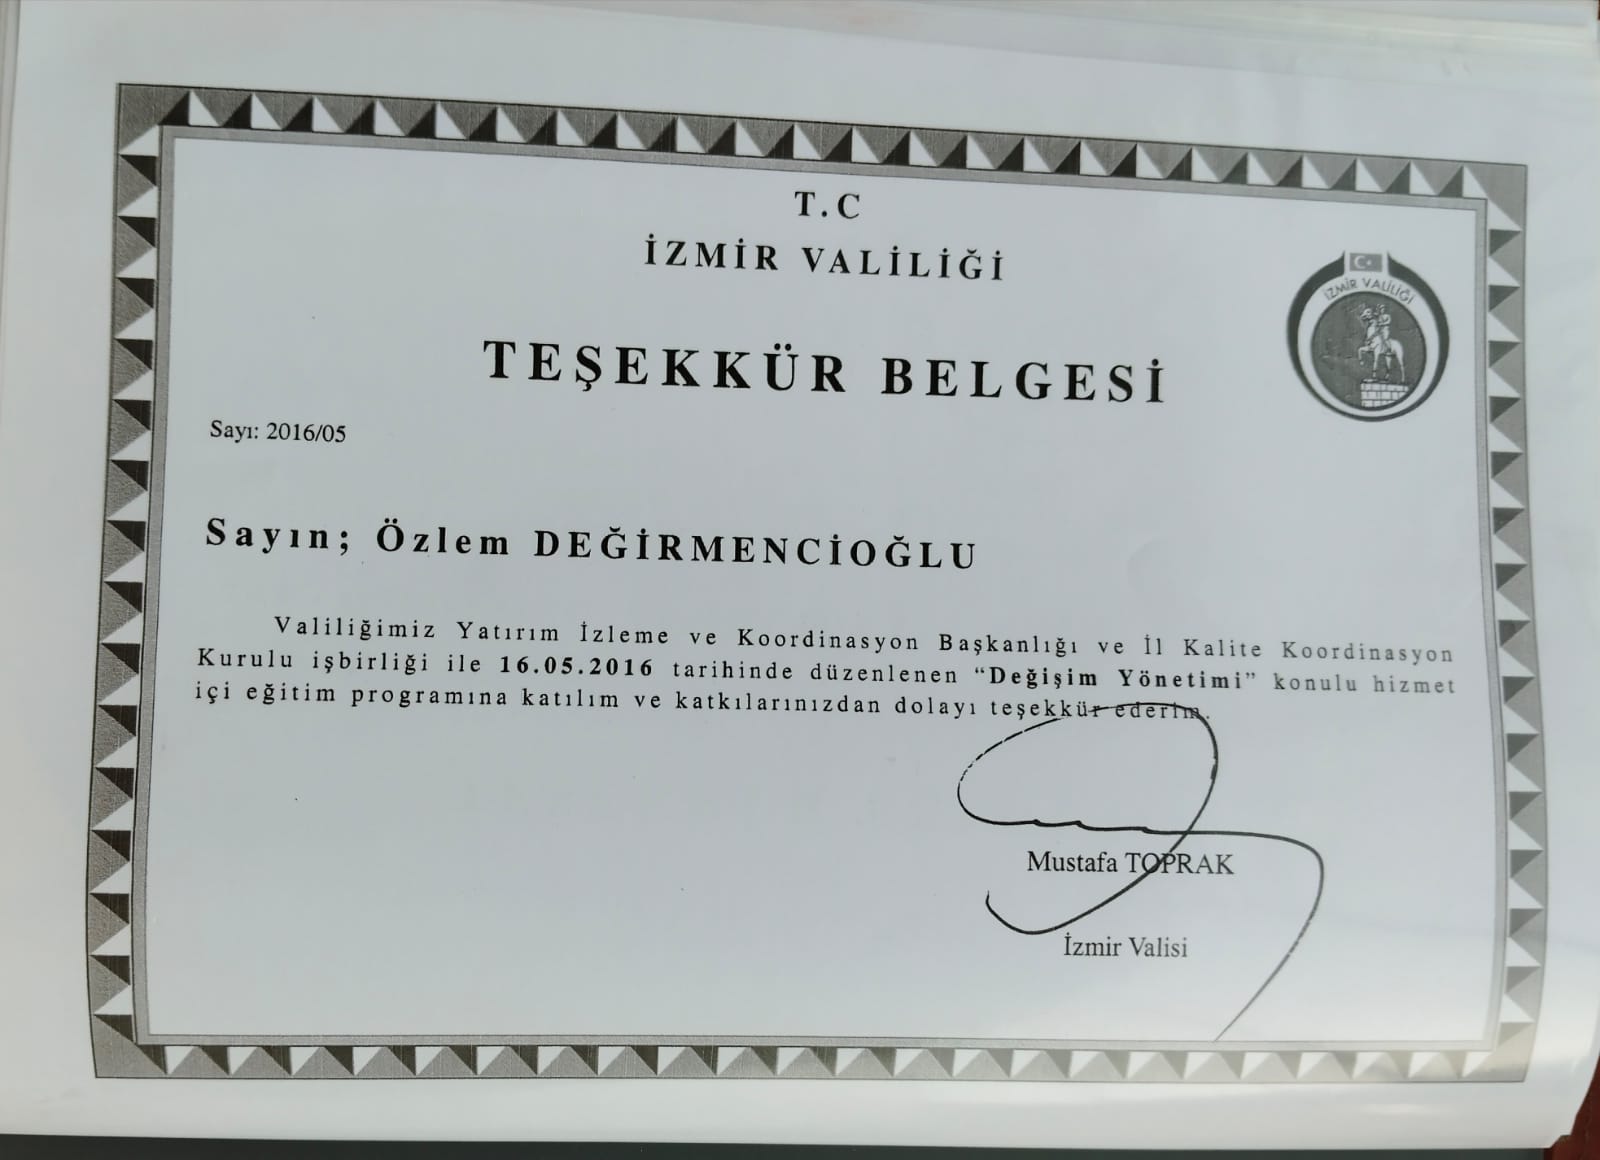 T.C
İZMİR VALİLİĞİ
İZMİR VALİLİĞİ
TEŞEKKÜR BELGESİ
Sayı: 2016/05
Sayın; Özlem DEĞİRMENCİOĞLU
Valiliğimiz Yatırım İzleme ve Koordinasyon Başkanlığı ve İl Kalite Koordinasyon
Kurulu işbirliği ile 16.05.2016 tarihinde düzenlenen “Değişim Yönetimi” konulu hizmet
içi eğitim programına katılım ve katkılarınızdan dolayı teşekkür ederim.
Mustafa TOPRAK
İzmir Valisi